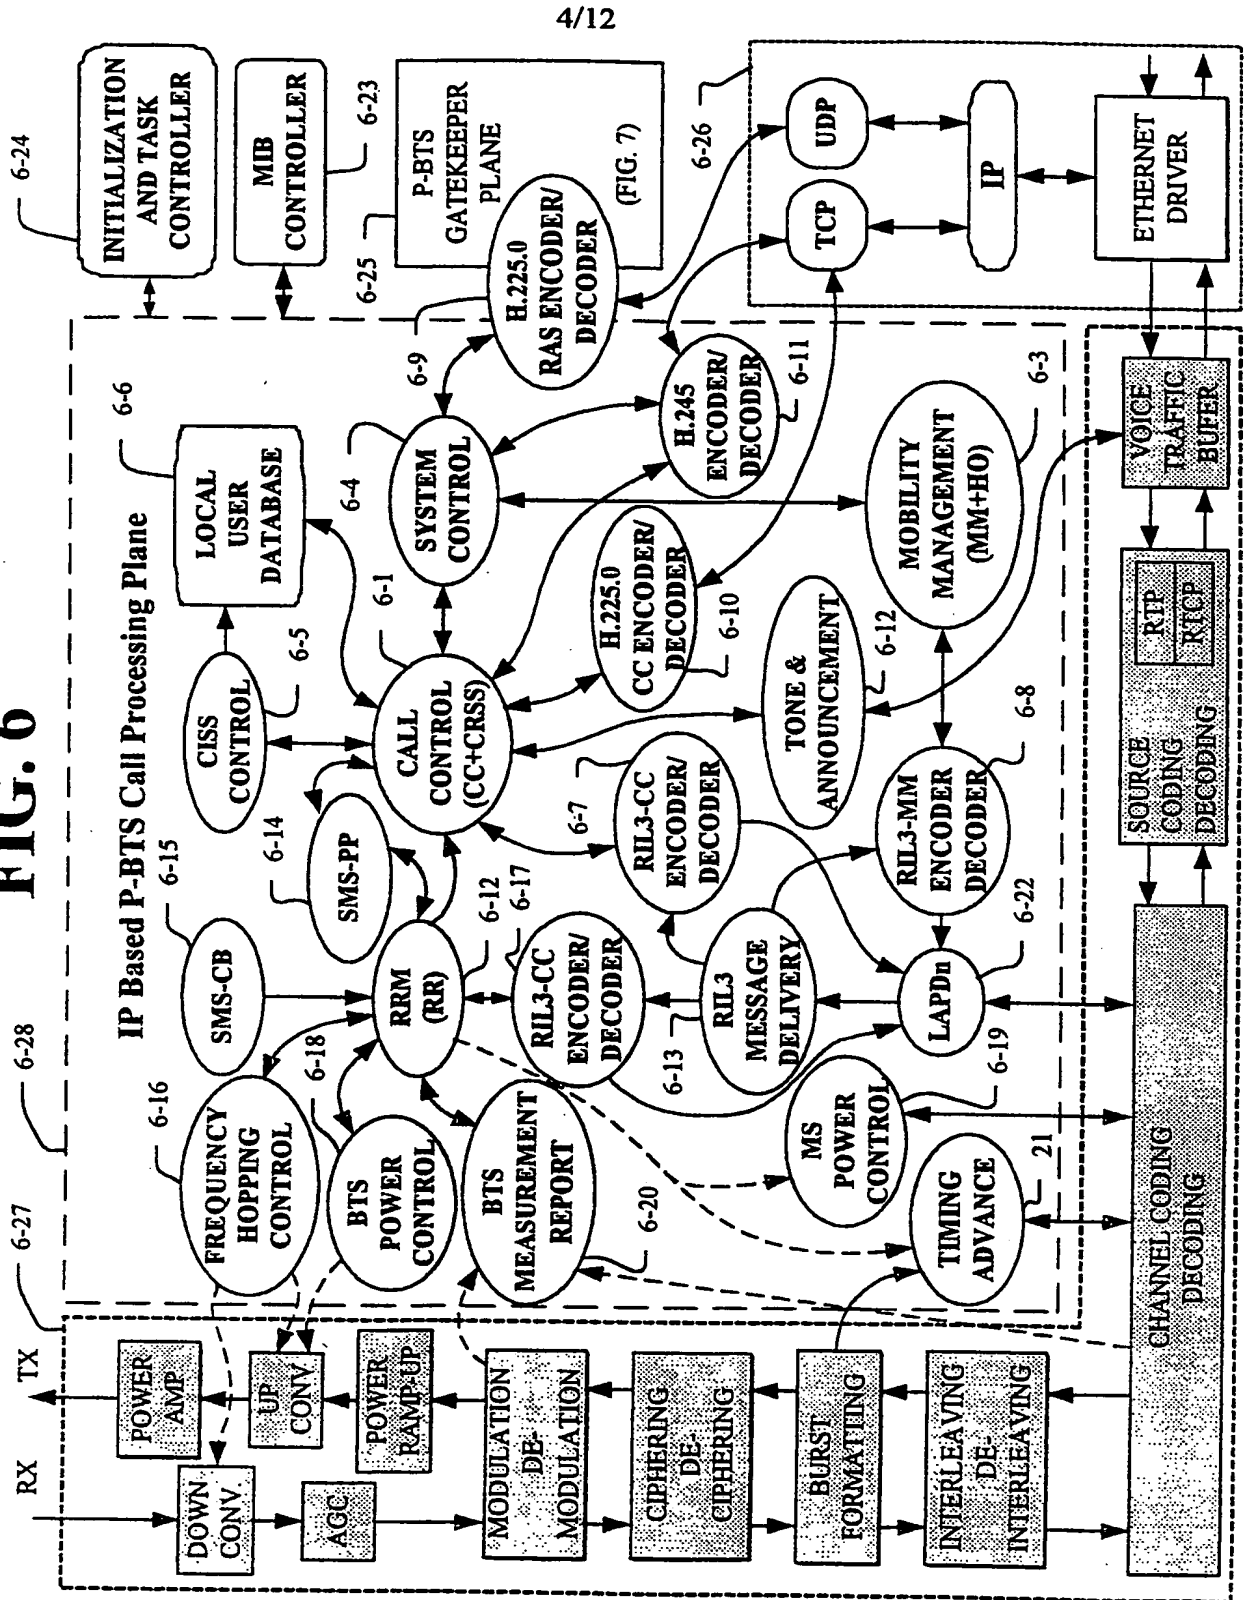 4/12
FIG. 6
IP Based P-BTS Call Processing Plane
6-28
6-27
6-24
INITIALIZATION
AND TASK
CONTROLLER
MIB
CONTROLLER
6-23
P-BTS
GATEKEEPER
PLANE
(FIG. 7)
6-25
H.225.0
RAS ENCODER/
DECODER
6-9
6-26
UDP
TCP
IP
ETHERNET
DRIVER
6-6
LOCAL
USER
DATABASE
6-4
SYSTEM
CONTROL
H.245
ENCODER/
DECODER
6-11
6-3
MOBILITY
MANAGEMENT
(MM+HO)
6-5
CISS
CONTROL
6-1
CALL
CONTROL
(CC+CRSS)
H.225.0
CC ENCODER/
DECODER
6-10
TONE &
ANNOUNCEMENT
6-12
6-14
SMS-PP
6-15
SMS-CB
6-7
RIL3-CC
ENCODER/
DECODER
RIL3-MM
ENCODER
DECODER
6-8
RRM
(RR)
6-12
6-17
RIL3-CC
ENCODER/
DECODER
6-13
RIL3
MESSAGE
DELIVERY
LAPDn
6-22
6-16
FREQUENCY
HOPPING
CONTROL
6-18
BTS
POWER
CONTROL
BTS
MEASUREMENT
REPORT
6-20
MS
POWER
CONTROL
6-19
TIMING
ADVANCE
21
TX
RX
POWER
AMP
UP
CONV.
POWER
RAMP-UP
DOWN
CONV.
AGC
MODULATION
DE-
MODULATION
CIPHERING
DE-
CIPHERING
BURST
FORMATTING
INTERLEAVING
DE-
INTERLEAVING
CHANNEL CODING
DECODING
SOURCE
CODING
DECODING
RTP
RTCP
VOICE
TRAFFIC
BUFER